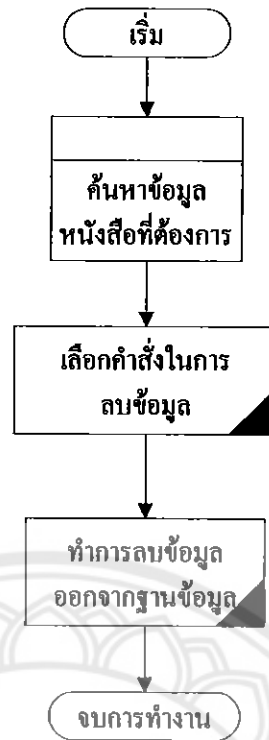 เริ่ม
ค้นหาข้อมูล
หนังสือที่ต้องการ
เลือกคำสั่งในการ
ลบข้อมูล
ทำการลบข้อมูล
ออกจากฐานข้อมูล
จบการทำงาน